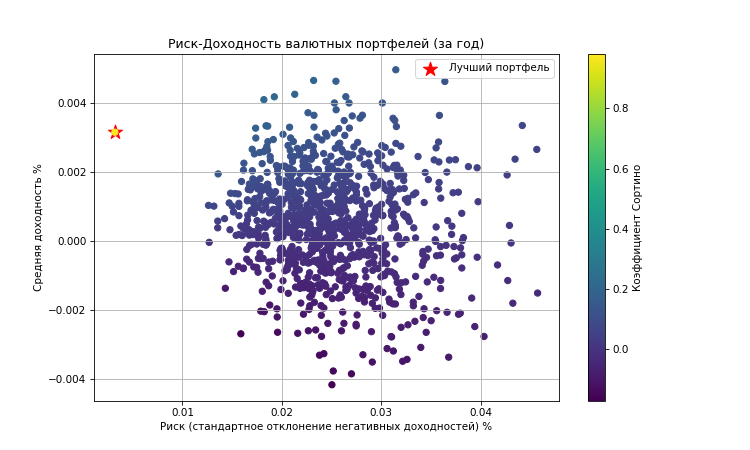 Риск-Доходность валютных портфелей (за год)
Лучший портфель
0.004
0.002
0.000
−0.002
−0.004
Средняя доходность %
0.01
0.02
0.03
0.04
Риск (стандартное отклонение негативных доходностей) %
0.8
0.6
0.4
0.2
0.0
Коэффициент Сортино